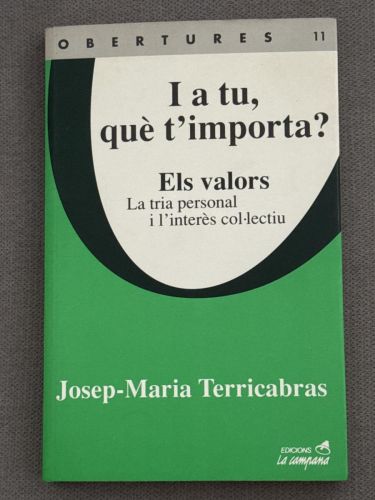 OBERTURES 11
I a tu,
què t'importa?
Els valors
La tria personal
i l'interès col·lectiu
Josep-Maria Terricabras
EDICIONS
La campana